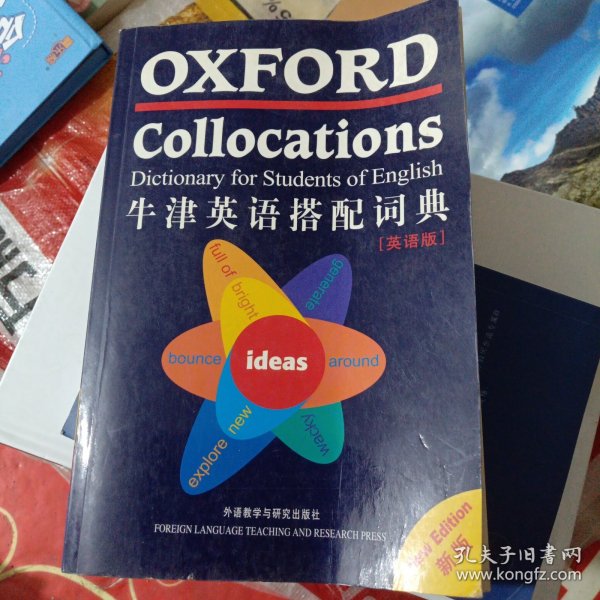 OXFORD
Collocations
Dictionary for Students of English
牛津英语搭配词典
[英语版]
full of
bright
generate
bounce
ideas
around
explore
new
wacky
外语教学与研究出版社
FOREIGN LANGUAGE TEACHING AND RESEARCH PRESS
New Edition
新版
孔夫子旧书网
www.kongfz.com